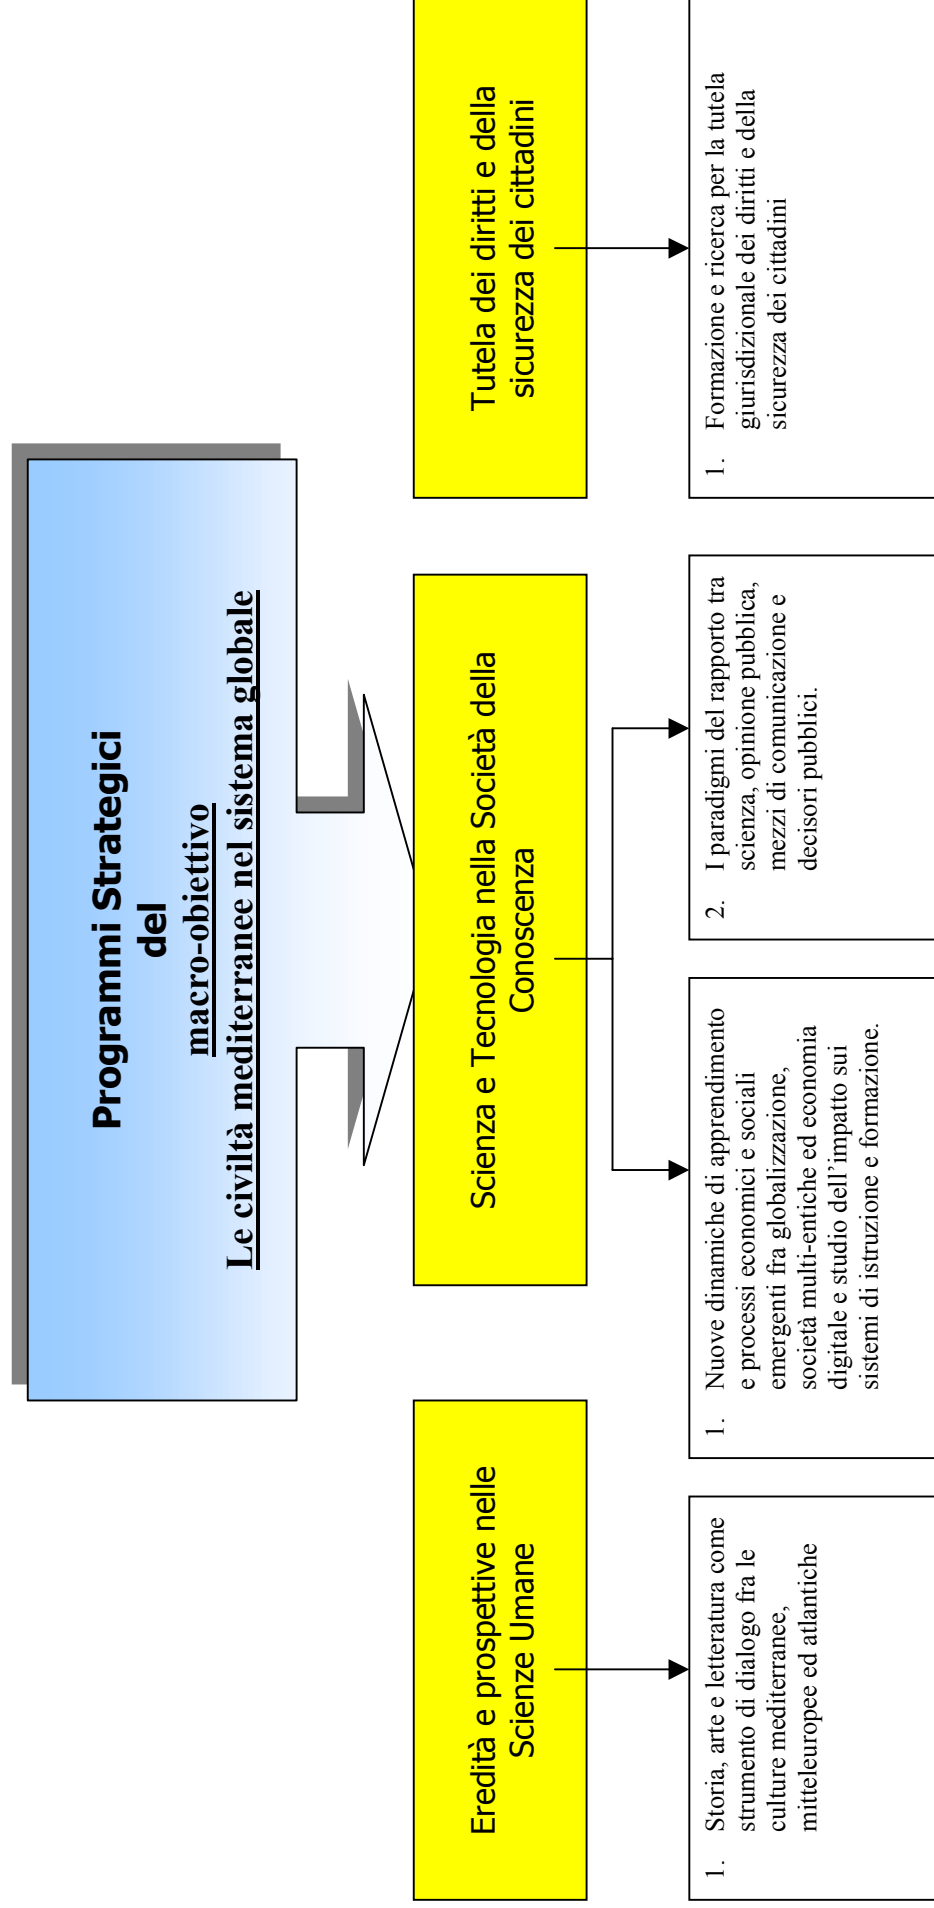 Programmi Strategici
del
macro-obiettivo
Le civiltà mediterranee nel sistema globale
Eredità e prospettive nelle
Scienze Umane
Scienza e Tecnologia nella Società della
Conoscenza
Tutela dei diritti e della
sicurezza dei cittadini
1. Storia, arte e letteratura come
strumento di dialogo fra le
culture mediterranee,
mitteleuropee ed atlantiche
1. Nuove dinamiche di apprendimento
e processi economici e sociali
emergenti fra globalizzazione,
società multi-entiche ed economia
digitale e studio dell'impatto sui
sistemi di istruzione e formazione.
2. I paradigmi del rapporto tra
scienza, opinione pubblica,
mezzi di comunicazione e
decisori pubblici.
1. Formazione e ricerca per la tutela
giurisdizionale dei diritti e della
sicurezza dei cittadini